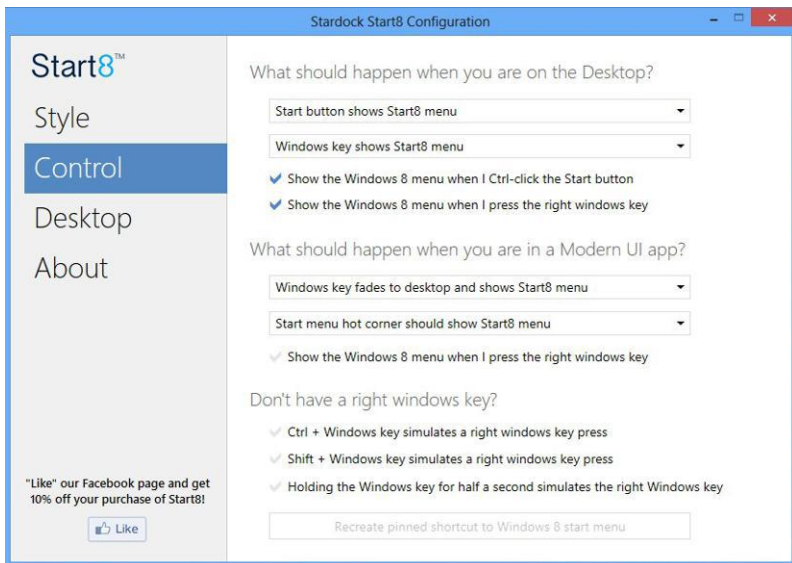 Stardock Start8 Configuration
Start8™
Style
Control
Desktop
About
"Like" our Facebook page and get
10% off your purchase of Start8!
Like
What should happen when you are on the Desktop?
Start button shows Start8 menu
Windows key shows Start8 menu
Show the Windows 8 menu when I Ctrl-click the Start button
Show the Windows 8 menu when I press the right windows key
What should happen when you are in a Modern UI app?
Windows key fades to desktop and shows Start8 menu
Start menu hot corner should show Start8 menu
Show the Windows 8 menu when I press the right windows key
Don't have a right windows key?
Ctrl + Windows key simulates a right windows key press
Shift + Windows key simulates a right windows key press
Holding the Windows key for half a second simulates the right Windows key
Recreate pinned shortcut to Windows 8 start menu